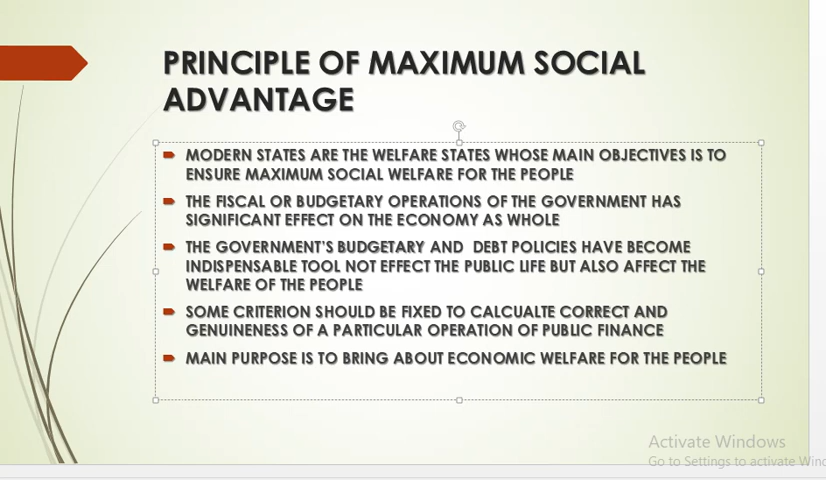 PRINCIPLE OF MAXIMUM SOCIAL
ADVANTAGE
MODERN STATES ARE THE WELFARE STATES WHOSE MAIN OBJECTIVES IS TO
ENSURE MAXIMUM SOCIAL WELFARE FOR THE PEOPLE
THE FISCAL OR BUDGETARY OPERATIONS OF THE GOVERNMENT HAS
SIGNIFICANT EFFECT ON THE ECONOMY AS WHOLE
THE GOVERNMENT'S BUDGETARY AND DEBT POLICIES HAVE BECOME
INDISPENSABLE TOOL NOT EFFECT THE PUBLIC LIFE BUT ALSO AFFECT THE
WELFARE OF THE PEOPLE
SOME CRITERION SHOULD BE FIXED TO CALCUALTE CORRECT AND
GENUINENESS OF A PARTICULAR OPERATION OF PUBLIC FINANCE
MAIN PURPOSE IS TO BRING ABOUT ECONOMIC WELFARE FOR THE PEOPLE
Activate Windows
Go to Settings to activate Wind